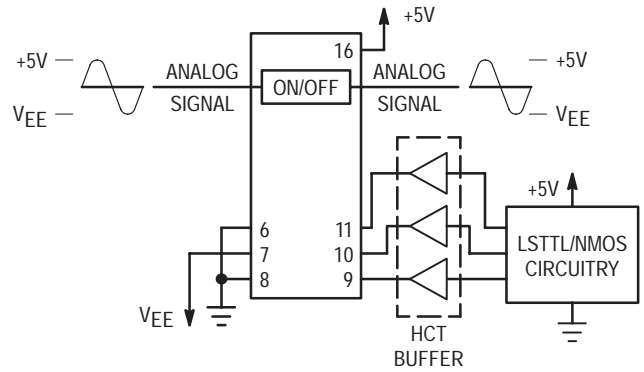 +5V
16
+5V
ANALOG
SIGNAL
ON/OFF
ANALOG
SIGNAL
+5V
VEE
VEE
+5V
6
11
7
10
8
9
LSTTL/NMOS
CIRCUITRY
VEE
HCT
BUFFER